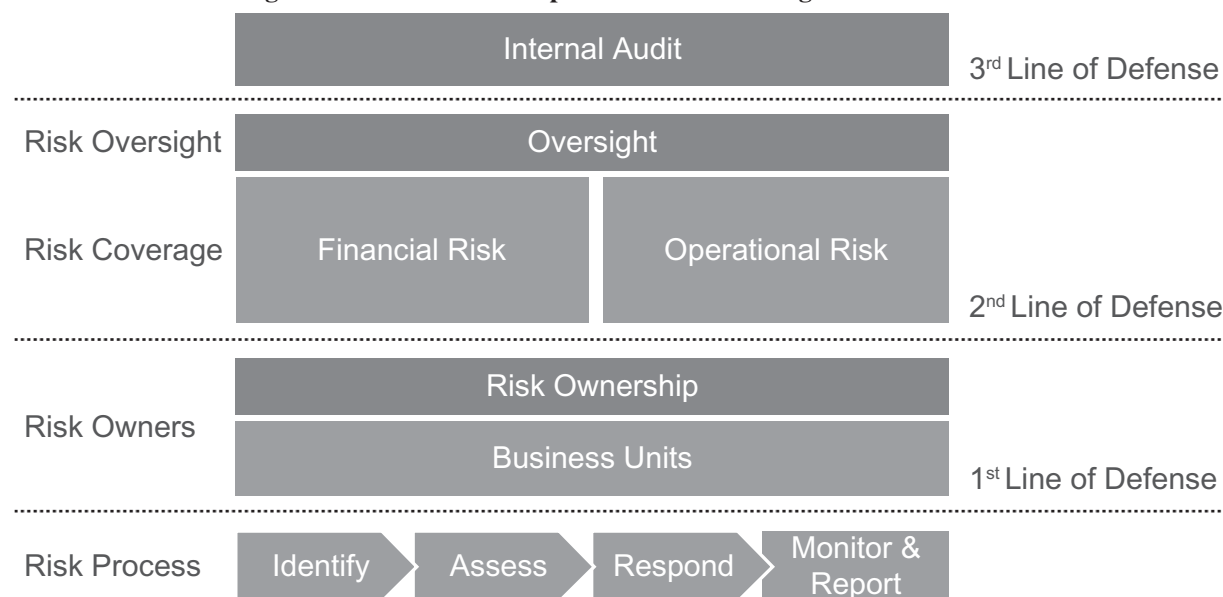 Internal Audit
3rd Line of Defense
Risk Oversight
Oversight
Risk Coverage
Financial Risk
Operational Risk
2nd Line of Defense
Risk Owners
Risk Ownership
Business Units
1st Line of Defense
Risk Process
Identify
Assess
Respond
Monitor &
Report